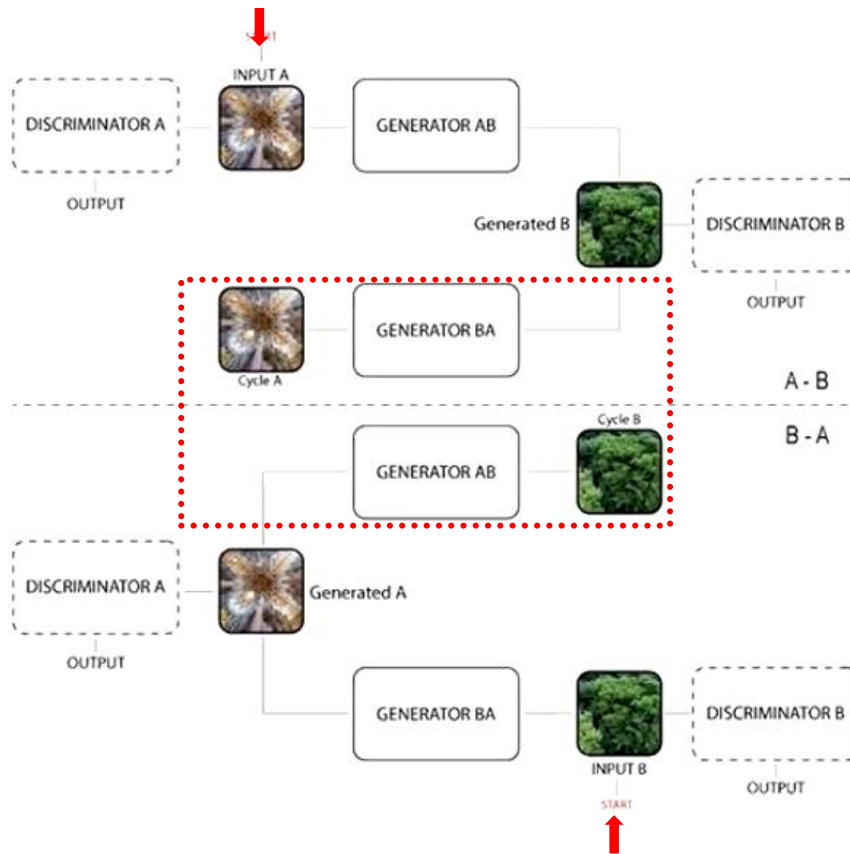 START
INPUT A
DISCRIMINATOR A
GENERATOR AB
OUTPUT
Generated B
DISCRIMINATOR B
OUTPUT
GENERATOR BA
Cycle A
A - B
Cycle B
B - A
GENERATOR AB
DISCRIMINATOR A
Generated A
OUTPUT
GENERATOR BA
DISCRIMINATOR B
INPUT B
OUTPUT
START